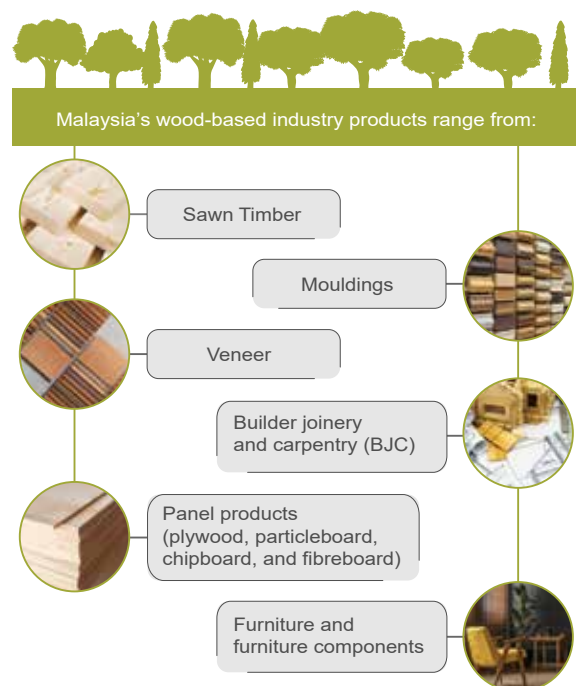 Malaysia’s wood-based industry products range from:
Sawn Timber
Mouldings
Veneer
Builder joinery
and carpentry (BJC)
Panel products
(plywood, particleboard,
chipboard, and fibreboard)
Furniture and
furniture components